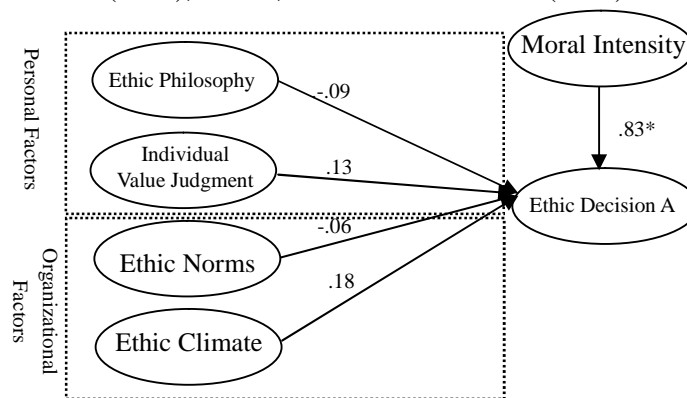 Moral Intensity
Personal Factors
Ethic Philosophy
-.09
.83*
Individual
Value Judgment
.13
Ethic Decision A
-.06
Ethic Norms
Organizational
Factors
.18
Ethic Climate